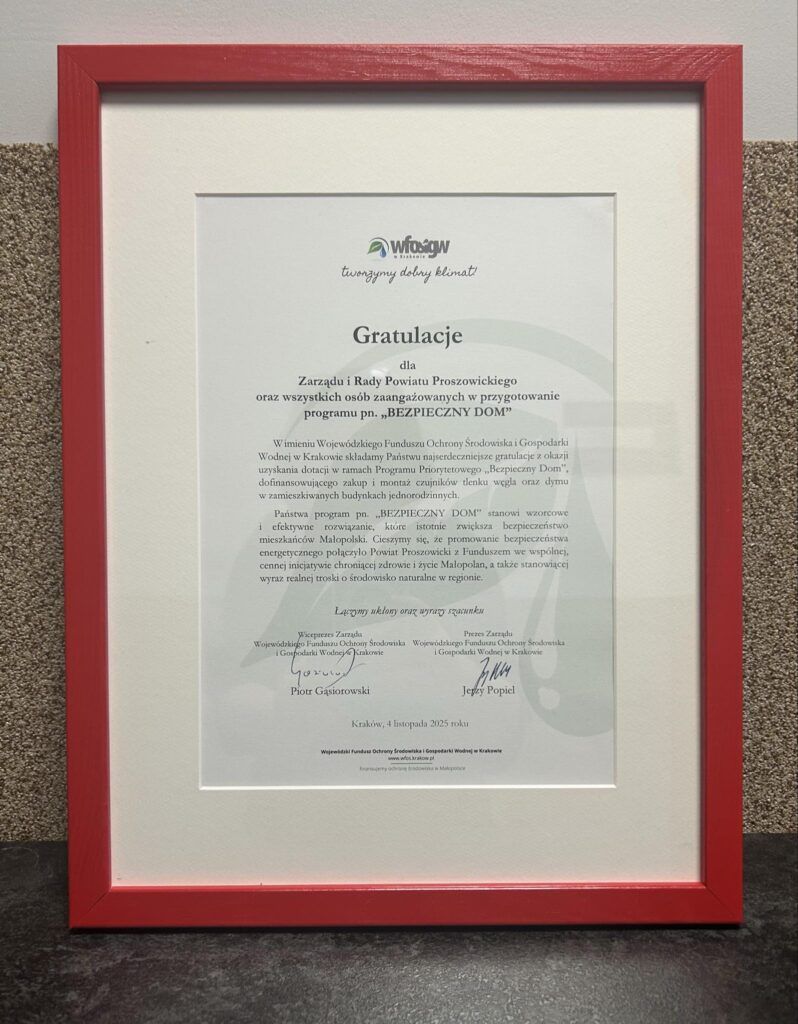 wfośigw
w Krakowie
tworzymy dobry klimat!
Gratulacje
dla
Zarządu i Rady Powiatu Proszowickiego
oraz wszystkich osób zaangażowanych w przygotowanie
programu pn. „BEZPIECZNY DOM”
W imieniu Wojewódzkiego Funduszu Ochrony Środowiska i Gospodarki
Wodnej w Krakowie składamy Państwu najserdeczniejsze gratulacje z okazji
uzyskania dotacji w ramach Programu Priorytetowego „Bezpieczny Dom”,
dofinansowującego zakup i montaż czujników tlenku węgla oraz dymu
w zamieszkiwanych budynkach jednorodzinnych.
Państwa program pn. „BEZPIECZNY DOM” stanowi wzorcowe
i efektywne rozwiązanie, które istotnie zwiększa bezpieczeństwo
mieszkańców Małopolski. Cieszymy się, że promowanie bezpieczeństwa
energetycznego połączyło Powiat Proszowicki z Funduszem we wspólnej,
cennej inicjatywie chroniącej zdrowie i życie Małopolan, a także stanowiącej
wyraz realnej troski o środowisko naturalne w regionie.
Łączymy ukłony oraz wyrazy szacunku
Wiceprezes Zarządu
Wojewódzkiego Funduszu Ochrony Środowiska
i Gospodarki Wodnej w Krakowie
Piotr Gąsiorowski
Prezes Zarządu
Wojewódzkiego Funduszu Ochrony Środowiska
i Gospodarki Wodnej w Krakowie
Jerzy Popiel
Kraków, 4 listopada 2025 roku
Wojewódzki Fundusz Ochrony Środowiska i Gospodarki Wodnej w Krakowie
www.wfos.krakow.pl
Finansujemy ochronę środowiska w Małopolsce